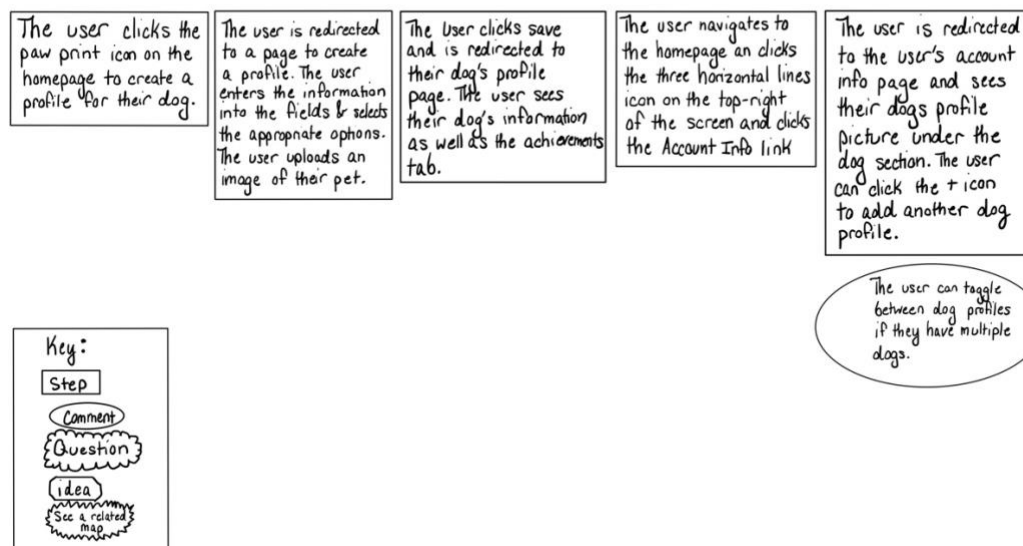 The user clicks the
paw print icon on the
homepage to create a
profile for their dog.
The user is redirected
to a page to create
a profile. The user
enters the information
into the fields & selects
the appropriate options.
The user uploads an
image of their pet.
The User clicks save
and is redirected to
their dog's profile
page. The user sees
their dog's information
as well as the achievements
tab.
The user navigates to
the homepage an clicks
the three horizontal lines
icon on the top-right
of the screen and clicks
the Account Info link
The user is redirected
to the user's account
info page and sees
their dogs profile
picture under the
dog section. The user
can click the + icon
to add another dog
profile.
The user can toggle
between dog profiles
if they have multiple
dogs.
Key:
Step
Comment
Question
idea
See a related
map